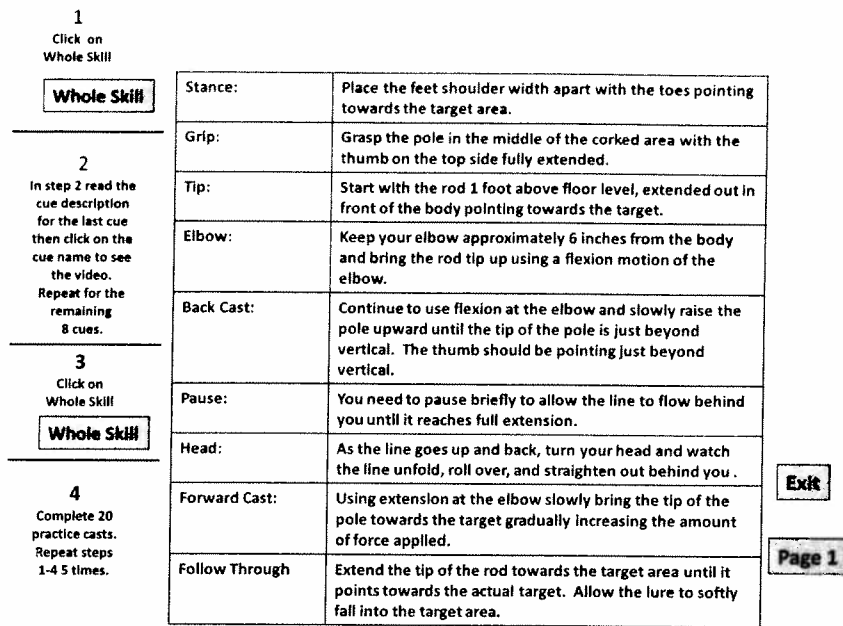 1
Click on
Whole Skill
Whole Skill
2
In step 2 read the
cue description
for the last cue
then click on the
cue name to see
the video.
Repeat for the
remaining
8 cues.
3
Click on
Whole Skill
Whole Skill
4
Complete 20
practice casts.
Repeat steps
1-4 5 times.
Stance:
Place the feet shoulder width apart with the toes pointing
towards the target area.
Grip:
Grasp the pole in the middle of the corked area with the
thumb on the top side fully extended.
Tip:
Start with the rod 1 foot above floor level, extended out in
front of the body pointing towards the target.
Elbow:
Keep your elbow approximately 6 inches from the body
and bring the rod tip up using a flexion motion of the
elbow.
Back Cast:
Continue to use flexion at the elbow and slowly raise the
pole upward until the tip of the pole is just beyond
vertical. The thumb should be pointing just beyond
vertical.
Pause:
You need to pause briefly to allow the line to flow behind
you until it reaches full extension.
Head:
As the line goes up and back, turn your head and watch
the line unfold, roll over, and straighten out behind you .
Forward Cast:
Using extension at the elbow slowly bring the tip of the
pole towards the target gradually increasing the amount
of force applied.
Follow Through
Extend the tip of the rod towards the target area until it
points towards the actual target. Allow the lure to softly
fall into the target area.
Exit
Page 1